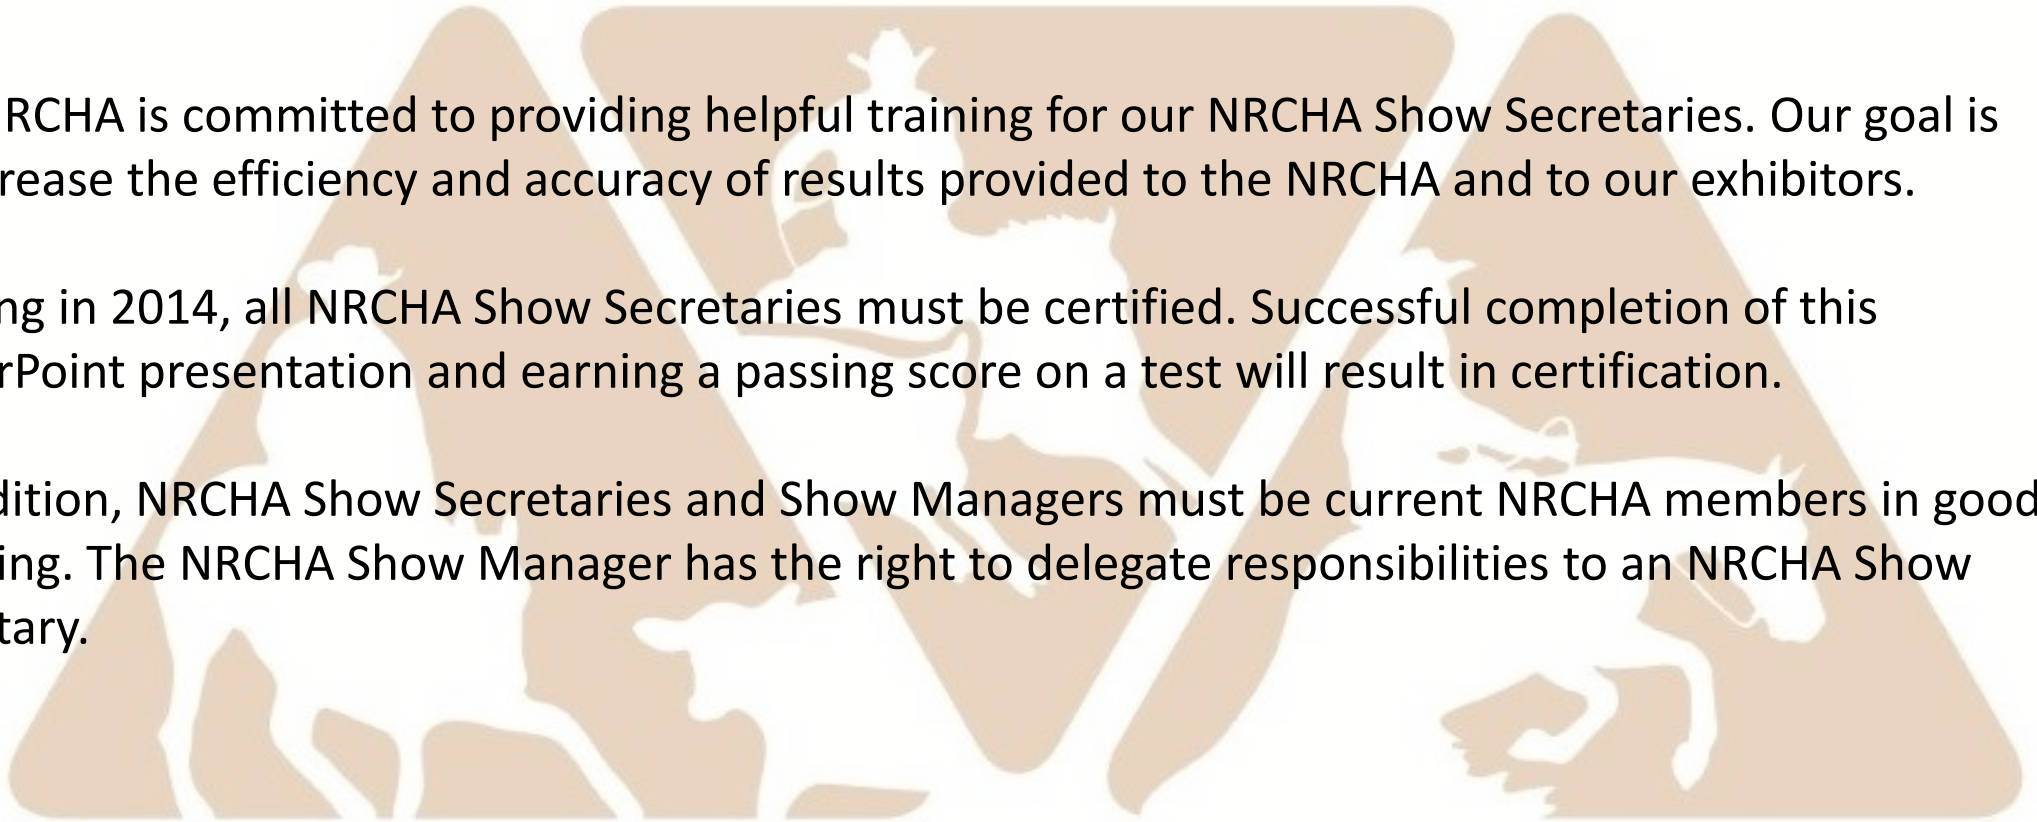 RCHA is committed to providing helpful training for our NRCHA Show Secretaries. Our goal is
rease the efficiency and accuracy of results provided to the NRCHA and to our exhibitors.
ng in 2014, all NRCHA Show Secretaries must be certified. Successful completion of this
rPoint presentation and earning a passing score on a test will result in certification.
dition, NRCHA Show Secretaries and Show Managers must be current NRCHA members in good
ing. The NRCHA Show Manager has the right to delegate responsibilities to an NRCHA Show
tary.